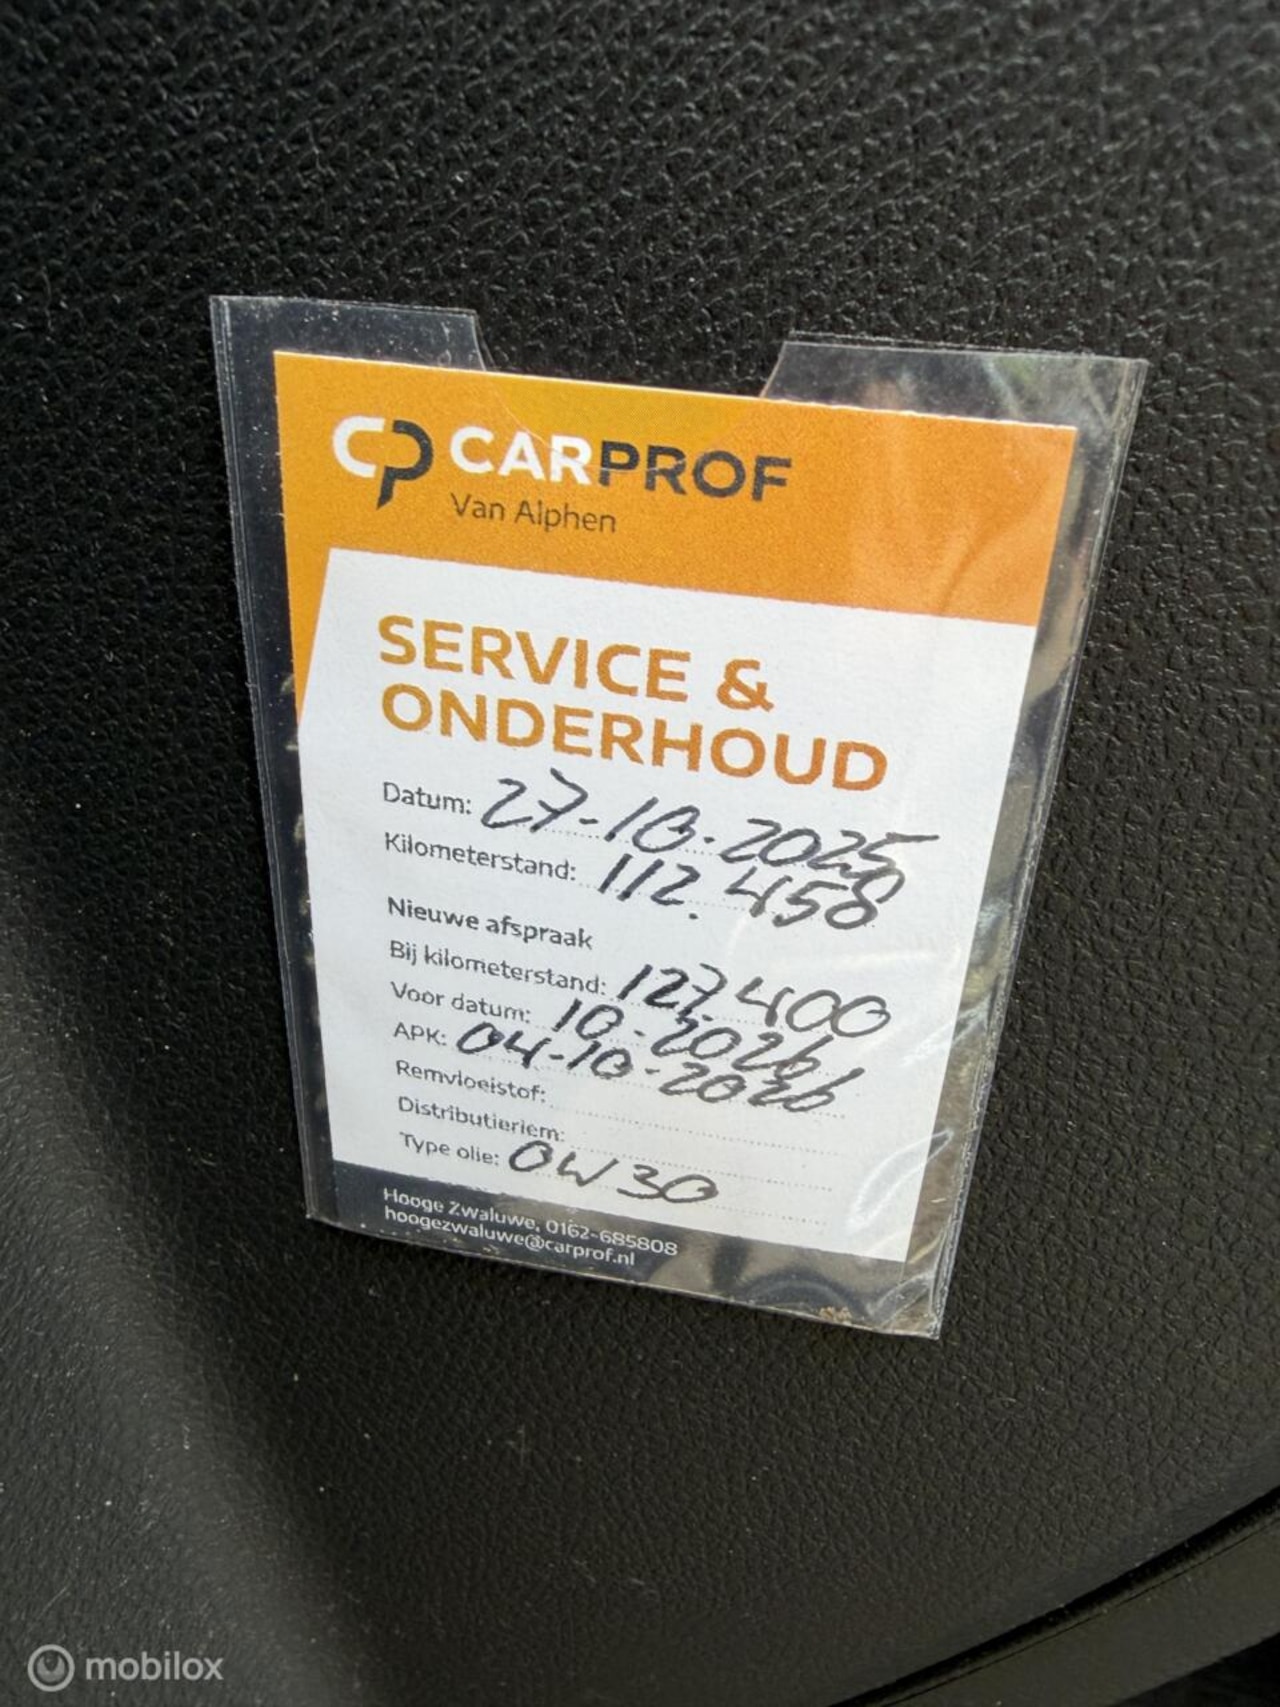 CP CARPROF
Van Alphen
SERVICE &
ONDERHOUD
Datum: 27-10-2025
Kilometerstand: 112.458
Nieuwe afspraak
Bij kilometerstand: 127.400
Voor datum: 10-2026
APK: 04-10-2026
Remvloeistof:
Distributieriem:
Type olie: 0W30
Hooge Zwaluwe, 0162-685808
hoogezwaluwe@carprof.nl
mobilox